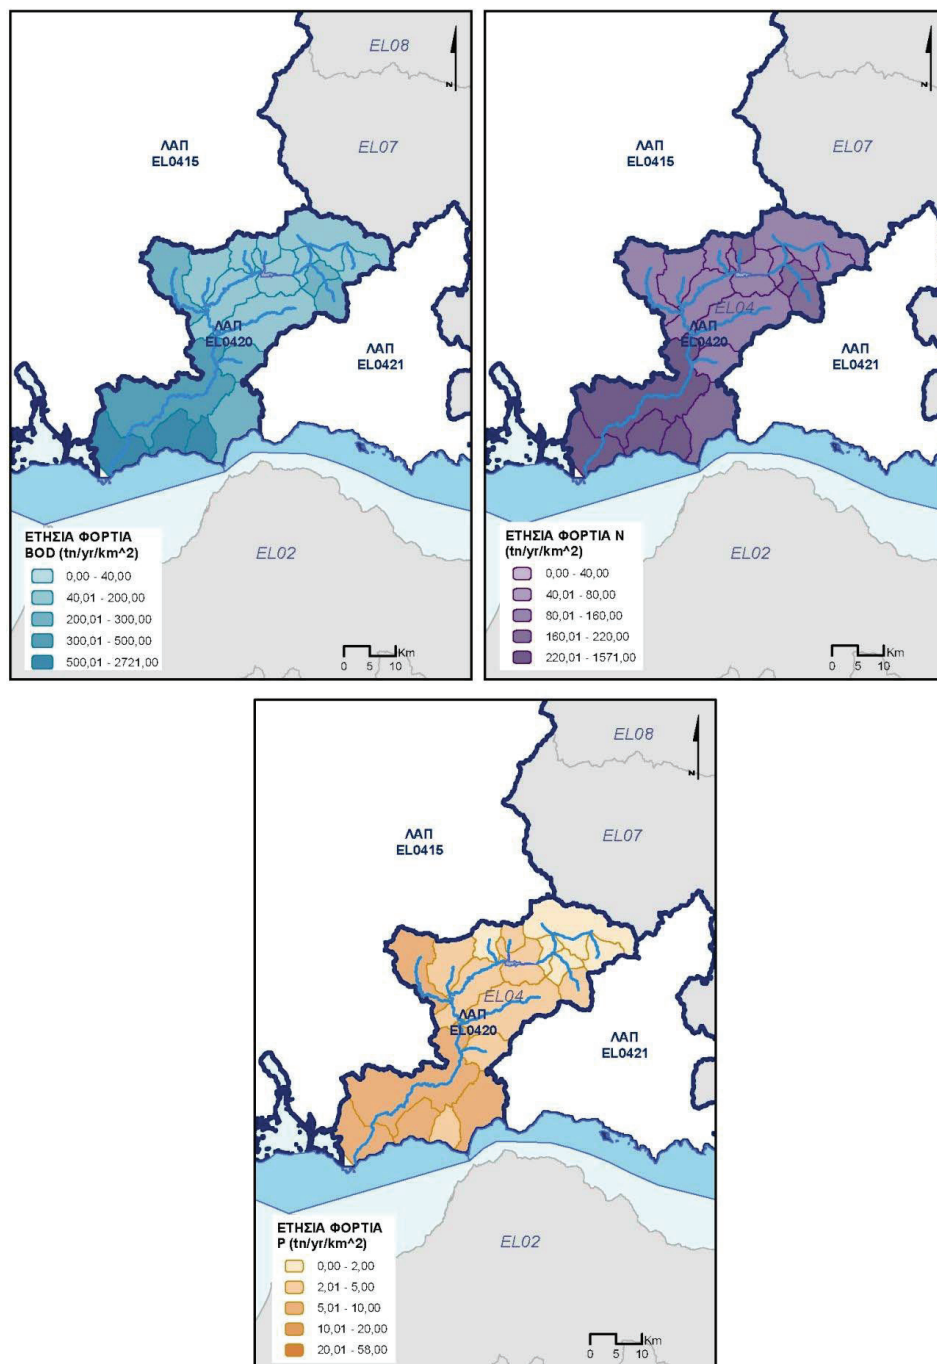 EL08
N
EL07
ΛΑΠ
EL0415
ΛΑΠ
EL0420
ΛΑΠ
EL0421
ΕΤΗΣΙΑ ΦΟΡΤΙΑ
BOD (tn/yr/km^2)
0,00 - 40,00
40,01 - 200,00
200,01 - 300,00
300,01 - 500,00
500,01 - 2721,00
EL02
Km
0 5 10
EL08
N
EL07
ΛΑΠ
EL0415
EL04
ΛΑΠ
EL0420
ΛΑΠ
EL0421
ΕΤΗΣΙΑ ΦΟΡΤΙΑ N
(tn/yr/km^2)
0,00 - 40,00
40,01 - 80,00
80,01 - 160,00
160,01 - 220,00
220,01 - 1571,00
EL02
Km
0 5 10
EL08
N
EL07
ΛΑΠ
EL0415
EL04
ΛΑΠ
EL0420
ΛΑΠ
EL0421
ΕΤΗΣΙΑ ΦΟΡΤΙΑ
P (tn/yr/km^2)
0,00 - 2,00
2,01 - 5,00
5,01 - 10,00
10,01 - 20,00
20,01 - 58,00
EL02
Km
0 5 10